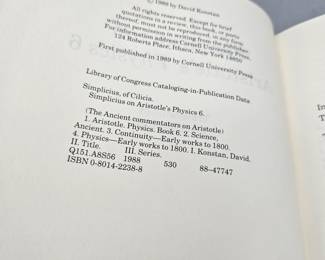 © 1989 by David Konstan
All rights reserved. Except for brief
quotations in a review, this book, or parts
thereof, must not be reproduced in any form
without permission in writing from the publisher.
For information address Cornell University Press,
124 Roberts Place, Ithaca, New York 14850
First published in 1989 by Cornell University Press
Library of Congress Cataloging-in-Publication Data
Simplicius, of Cilicia.
Simplicius on Aristotle's Physics 6.
(The Ancient commentators on Aristotle)
1. Aristotle. Physics. Book 6. 2. Science,
Ancient. 3. Continuity—Early works to 1800.
4. Physics—Early works to 1800. I. Konstan, David.
II. Title. III. Series.
Q151.A8S56 1988 530 88-47747
ISBN 0-8014-2238-8